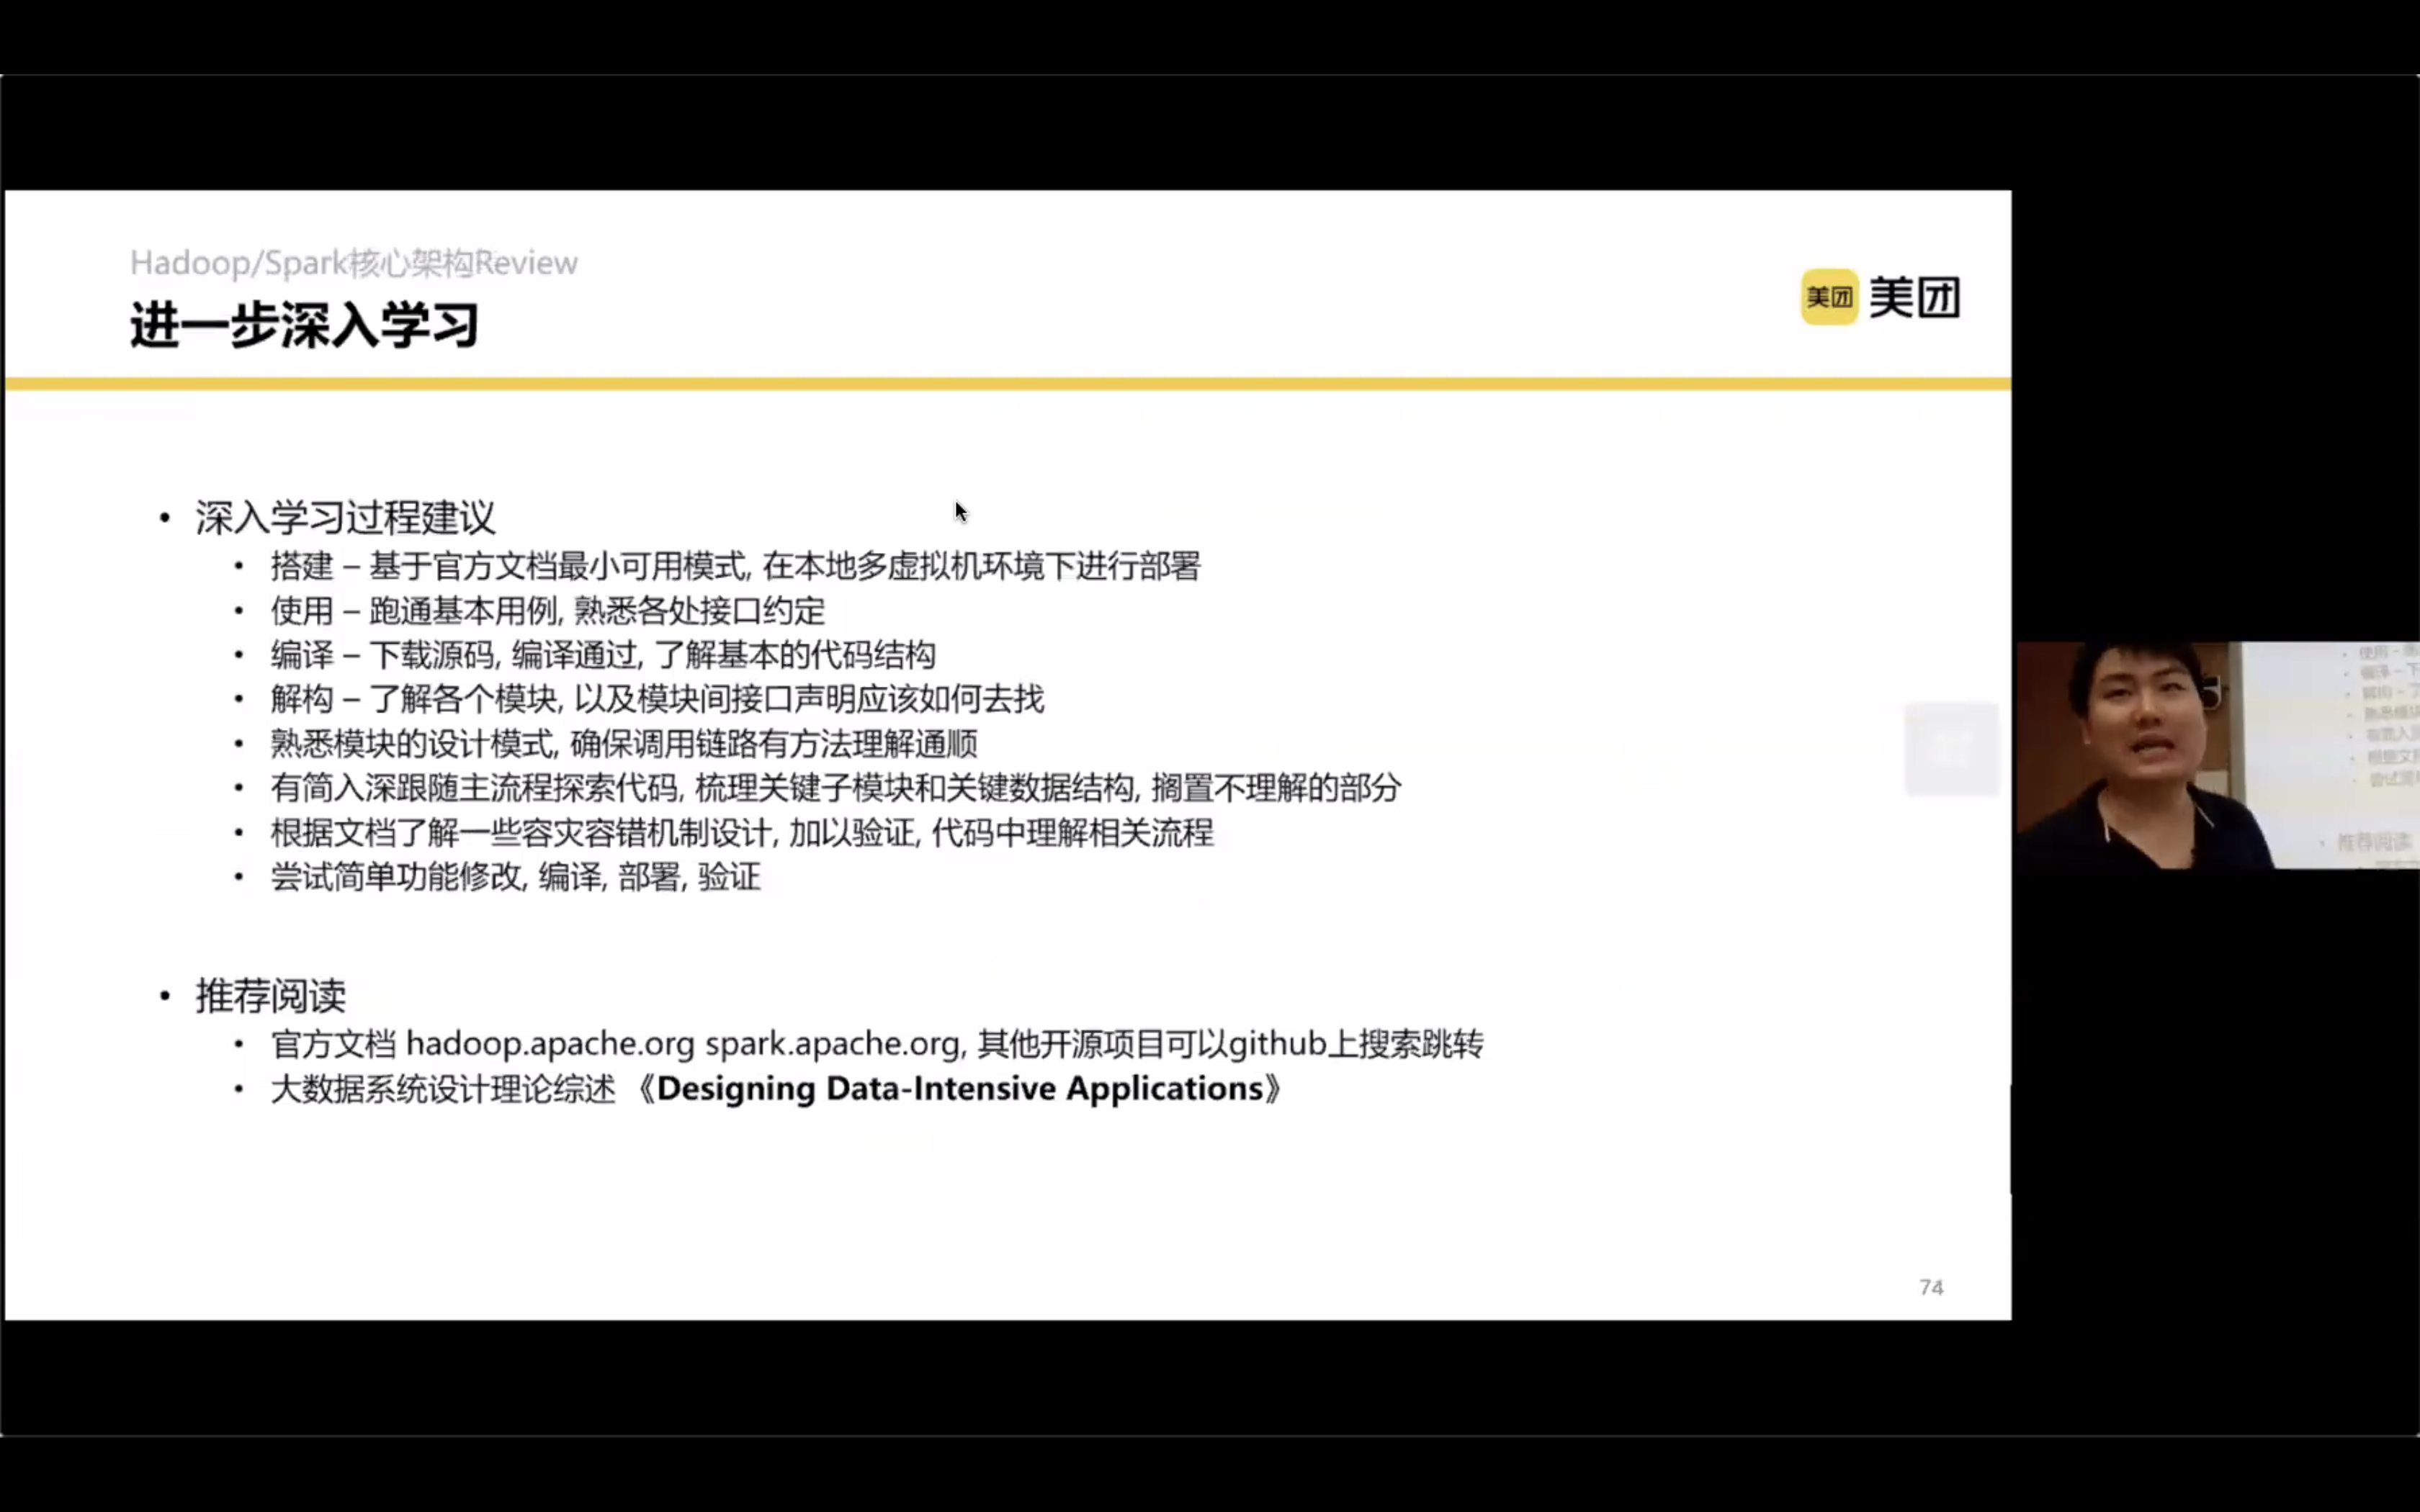 Hadoop/Spark核心架构Review
进一步深入学习
美团 美团
• 深入学习过程建议
• 搭建 – 基于官方文档最小可用模式, 在本地多虚拟机环境下进行部署
• 使用 – 跑通基本用例, 熟悉各处接口约定
• 编译 – 下载源码, 编译通过, 了解基本的代码结构
• 解构 – 了解各个模块, 以及模块间接口声明应该如何去找
• 熟悉模块的设计模式, 确保调用链路有方法理解通顺
• 有简入深跟随主流程探索代码, 梳理关键子模块和关键数据结构, 搁置不理解的部分
• 根据文档了解一些容灾容错机制设计, 加以验证, 代码中理解相关流程
• 尝试简单功能修改, 编译, 部署, 验证
• 推荐阅读
• 官方文档 hadoop.apache.org spark.apache.org, 其他开源项目可以github上搜索跳转
• 大数据系统设计理论综述 《Designing Data-Intensive Applications》
74
• 推荐阅读